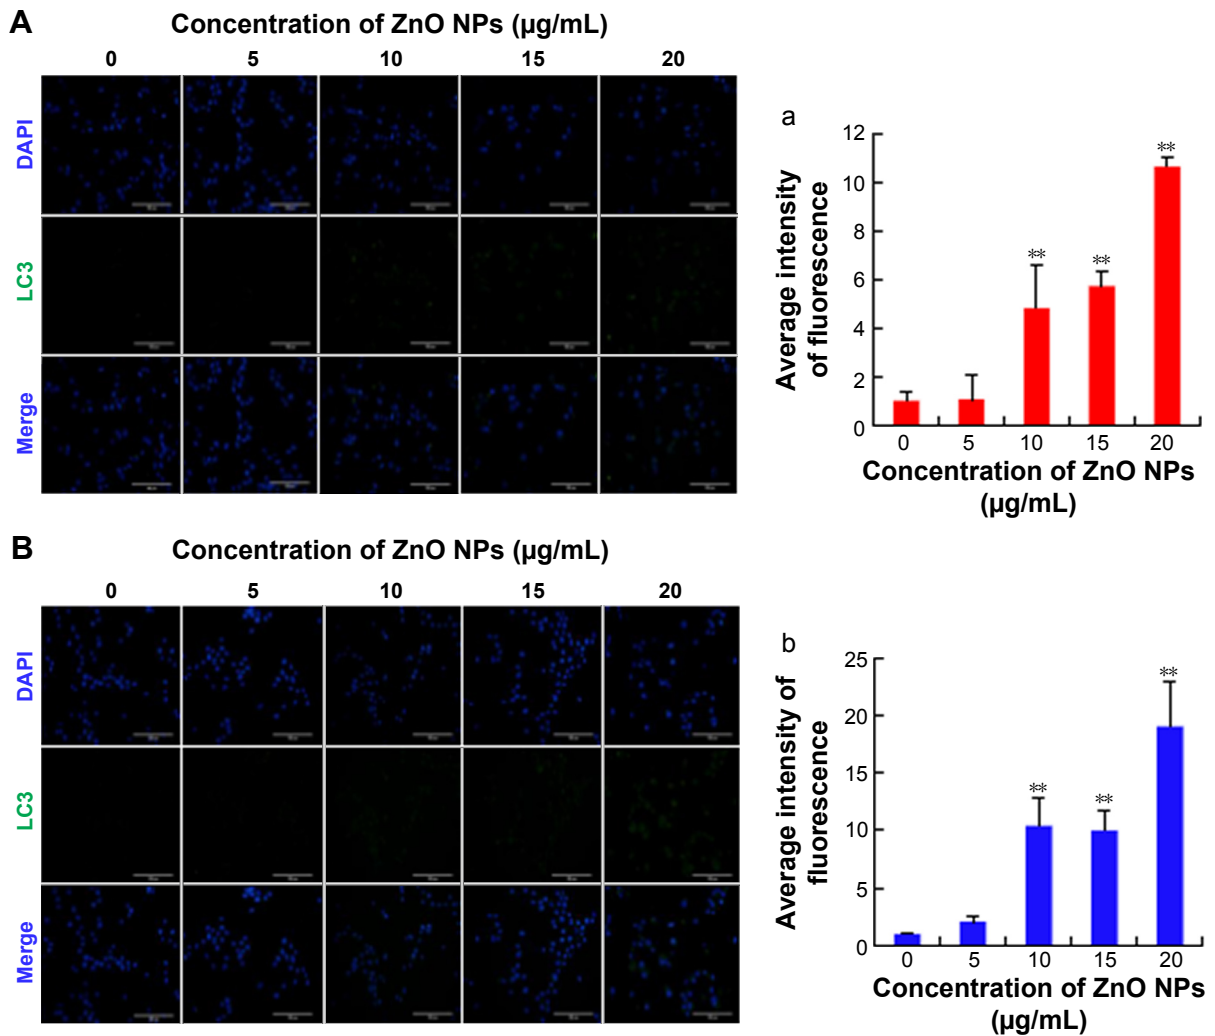 A
Concentration of ZnO NPs (µg/mL)
0 5 10 15 20
DAPI
LC3
Merge
a
12
10
8
6
4
2
0
Average intensity
of fluorescence
**
**
**
0 5 10 15 20
Concentration of ZnO NPs
(µg/mL)
B
Concentration of ZnO NPs (µg/mL)
0 5 10 15 20
DAPI
LC3
Merge
b
25
20
15
10
5
0
Average intensity of
fluorescence
**
**
**
0 5 10 15 20
Concentration of ZnO NPs
(µg/mL)